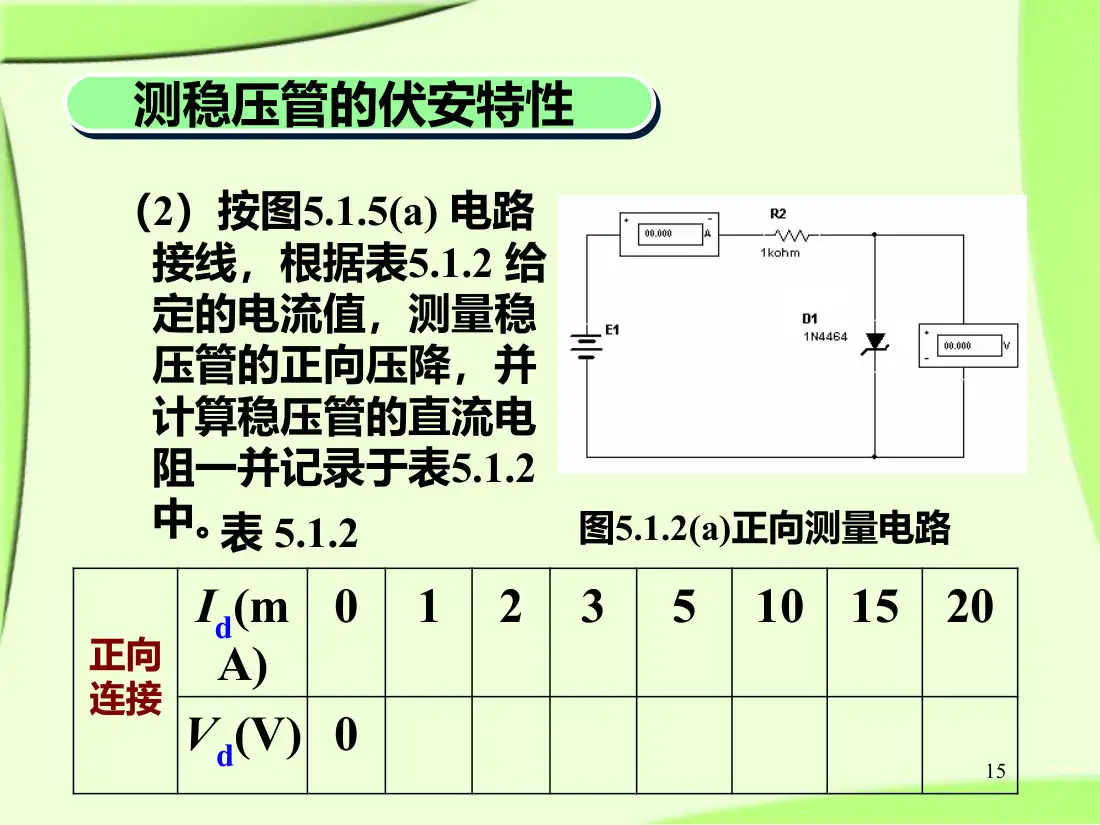 测稳压管的伏安特性
（2）按图5.1.5(a) 电路
接线，根据表5.1.2 给
定的电流值，测量稳
压管的正向压降，并
计算稳压管的直流电
阻一并记录于表5.1.2
中。
表 5.1.2
+ -
00.000 A
R2
1kohm
E1
D1
1N4464
+
00.000 V
-
图5.1.2(a)正向测量电路
正向
连接
Id(m
A) 0 1 2 3 5 10 15 20
Vd(V) 0
15